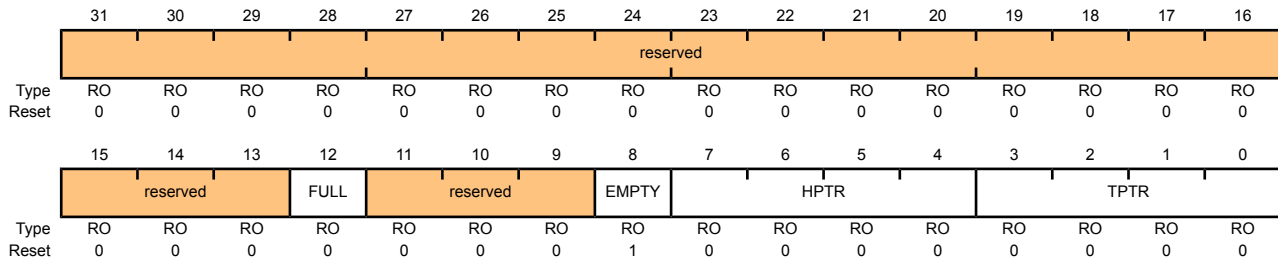 31 30 29 28 27 26 25 24 23 22 21 20 19 18 17 16
reserved
Type RO RO RO RO RO RO RO RO RO RO RO RO RO RO RO RO
Reset 0 0 0 0 0 0 0 0 0 0 0 0 0 0 0 0
15 14 13 12 11 10 9 8 7 6 5 4 3 2 1 0
reserved FULL reserved EMPTY HPTR TPTR
Type RO RO RO RO RO RO RO RO RO RO RO RO RO RO RO RO
Reset 0 0 0 0 0 0 0 1 0 0 0 0 0 0 0 0